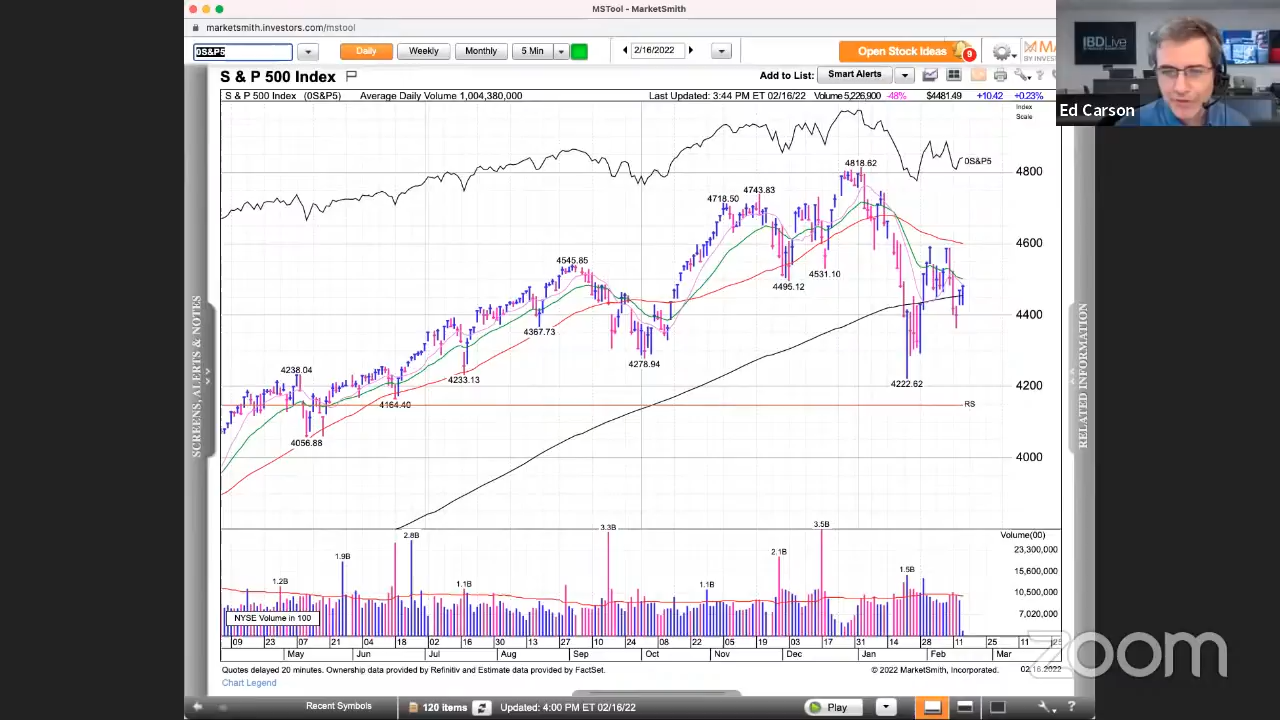 MSTool - MarketSmith
marketsmith.investors.com/mstool
0S&P5
Daily
Weekly
Monthly
5 Min
2/16/2022
Open Stock Ideas
9
IBDLive
Ed Carson
S & P 500 Index
Add to List:
Smart Alerts
S & P 500 Index (0S&P5) Average Daily Volume 1,004,380,000
Last Updated: 3:44 PM ET 02/16/22 Volume 5,226,900 -48% $4481.49 +10.42 +0.23%
Index
Scale
0S&P5
4818.62
4800
4743.83
4718.50
4600
4545.85
4531.10
4495.12
4400
4367.73
4278.94
4238.04
4233.13
4222.62
4200
4164.40
RS
4056.88
4000
SCREENS, ALERTS & NOTES
RELATED INFORMATION
3.3B
3.5B
2.8B
Volume(00)
1.9B
2.1B
23,300,000
1.2B
1.1B
1.1B
1.5B
15,600,000
10,500,000
7,020,000
NYSE Volume in 100
09 23 07 21 04 18 02 16 30 13 27 10 24 08 22 05 19 03 17 31 14 28 11 25 11 25
May Jun Jul Aug Sep Oct Nov Dec Jan Feb Mar
Quotes delayed 20 minutes. Ownership data provided by Refinitiv and Estimate data provided by FactSet.
© 2022 MarketSmith, Incorporated.
02.16.2022
Chart Legend
zoom
Recent Symbols
120 items
Updated: 4:00 PM ET 02/16/22
Play